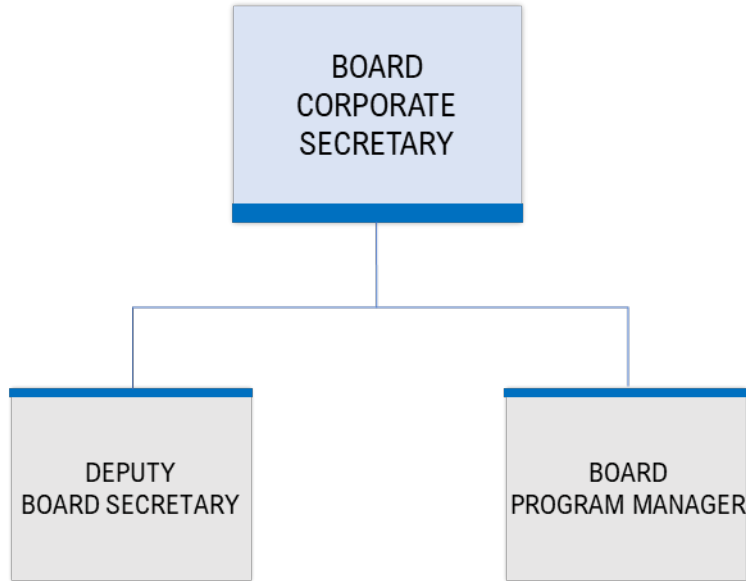 BOARD
CORPORATE
SECRETARY
DEPUTY
BOARD SECRETARY
BOARD
PROGRAM MANAGER